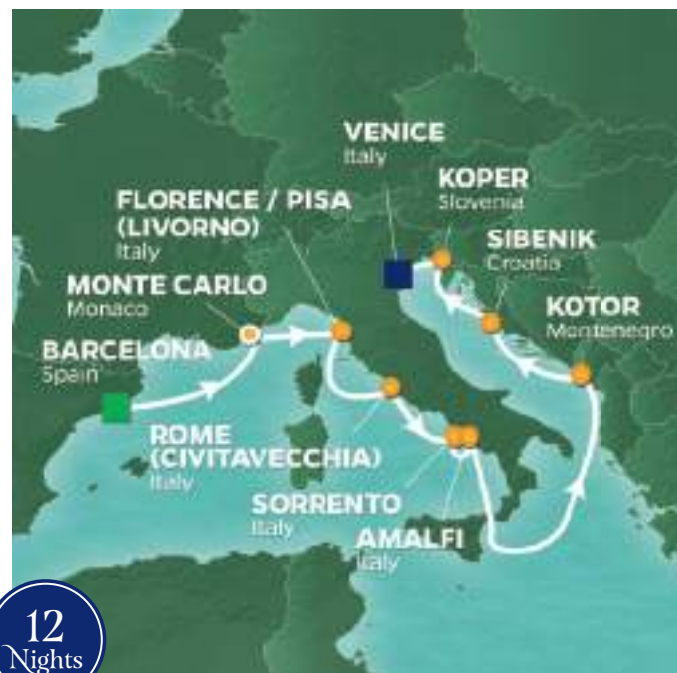 VENICE
Italy
KOPER
Slovenia
FLORENCE / PISA
(LIVORNO)
Italy
SIBENIK
Croatia
MONTE CARLO
Monaco
KOTOR
Montenegro
BARCELONA
Spain
ROME
(CIVITAVECCHIA)
Italy
SORRENTO
Italy
AMALFI
Italy
12
Nights